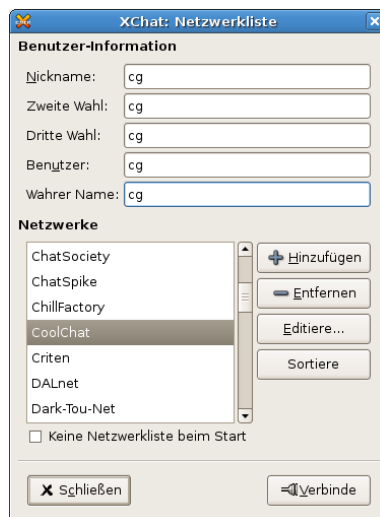 XChat: Netzwerkliste
Benutzer-Information
Nickname: cg
Zweite Wahl: cg
Dritte Wahl: cg
Benutzer: cg
Wahrer Name: cg
Netzwerke
ChatSociety
ChatSpike
ChillFactory
CoolChat
Criten
DALnet
Dark-Tou-Net
Hinzufügen
Entfernen
Editiere...
Sortiere
Keine Netzwerkliste beim Start
Schließen
Verbinde